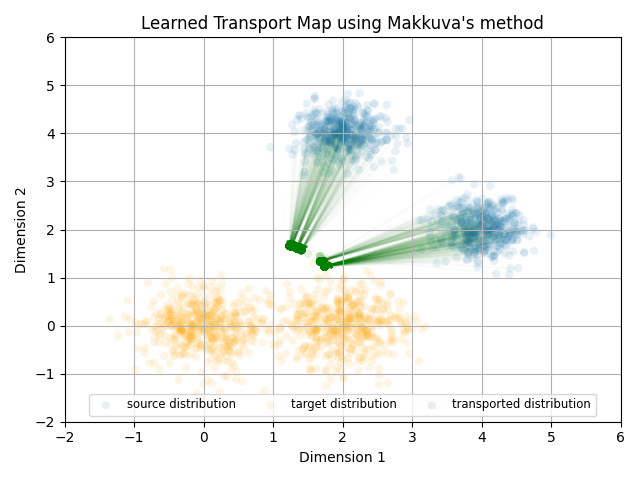 Learned Transport Map using Makkuva's method
6
5
4
3
2
1
0
−1
−2
Dimension 2
source distribution target distribution transported distribution
−2 −1 0 1 2 3 4 5 6
Dimension 1